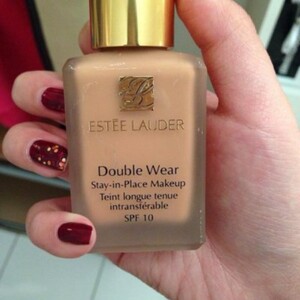 ESTĒE LAUDER
Double Wear
Stay-in-Place Makeup
Teint longue tenue
intransférable
SPF 10